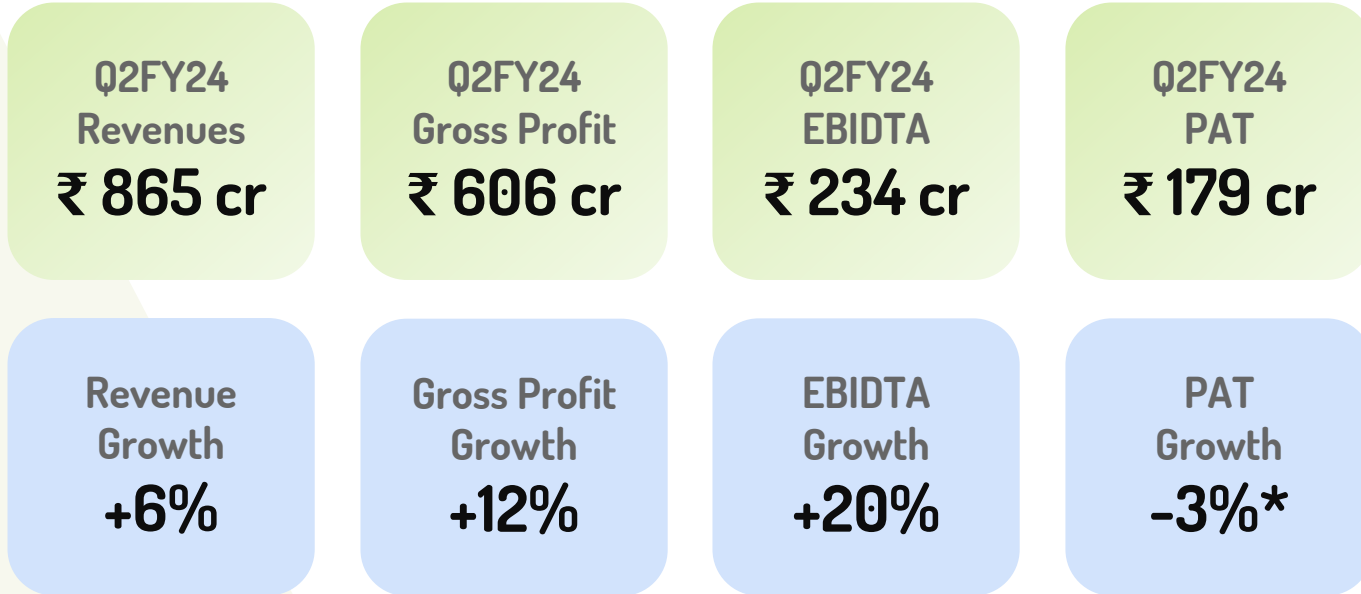 Q2FY24
Revenues
₹ 865 cr
Q2FY24
Gross Profit
₹ 606 cr
Q2FY24
EBIDTA
₹ 234 cr
Q2FY24
PAT
₹ 179 cr
Revenue
Growth
+6%
Gross Profit
Growth
+12%
EBIDTA
Growth
+20%
PAT
Growth
-3%*